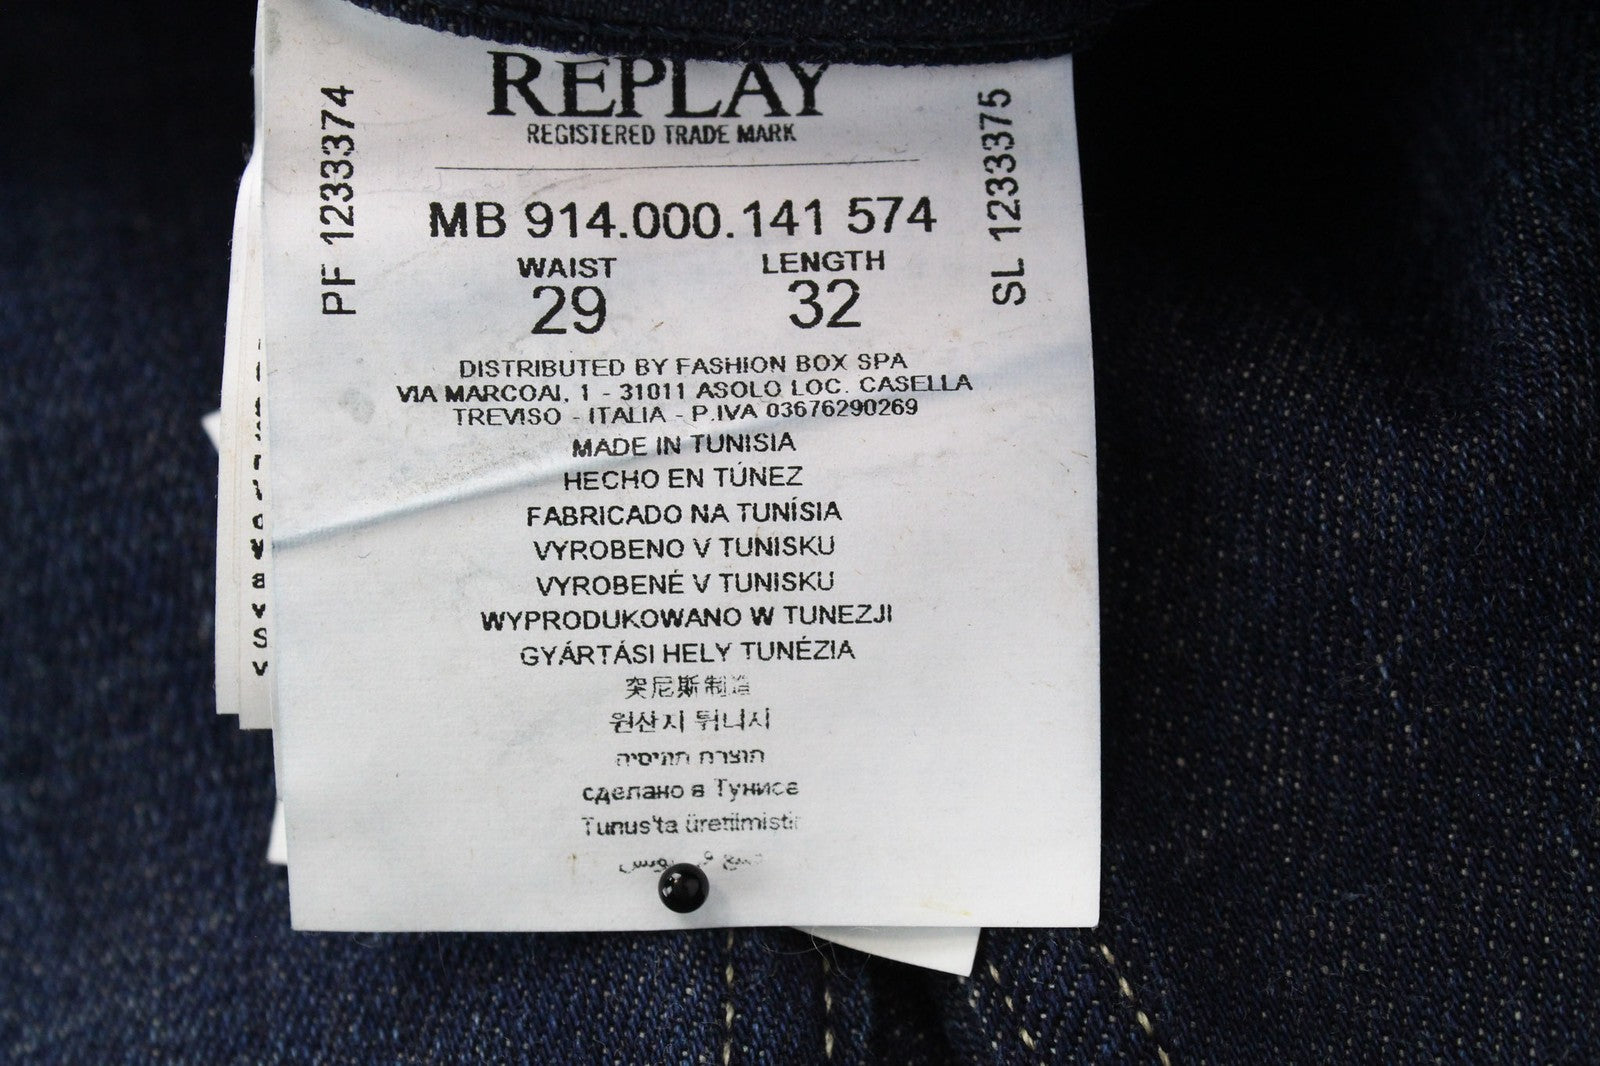 REPLAY
REGISTERED TRADE MARK
PF 1233374
SL 1233375
MB 914.000.141 574
WAIST LENGTH
29 32
DISTRIBUTED BY FASHION BOX SPA
VIA MARCOAI, 1 - 31011 ASOLO LOC. CASELLA
TREVISO - ITALIA - P.IVA 03676290269
MADE IN TUNISIA
HECHO EN TÚNEZ
FABRICADO NA TUNÍSIA
VYROBENO V TUNISKU
VYROBENÉ V TUNISKU
WYPRODUKOWANO W TUNEZJI
GYÁRTÁSI HELY TUNÉZIA
突尼斯制造
원산지 튀니지
תוצרת תוניסיה
сделано в Тунисе
Tunus'ta üretilmistir